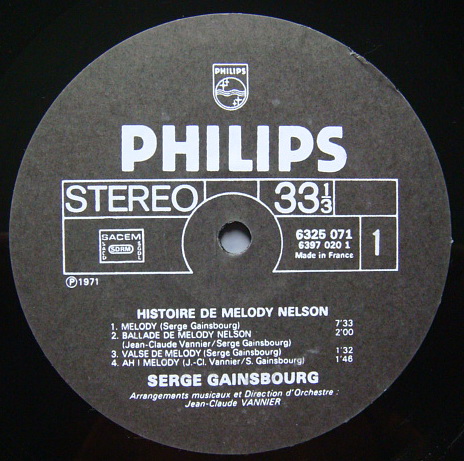 PHILIPS
PHILIPS
STEREO
33 1/3
SACEM
SDRM
6325 071
6397 020 1
Made in France
1
Ⓟ 1971
HISTOIRE DE MELODY NELSON
1. MELODY (Serge Gainsbourg) 7'33
2. BALLADE DE MELODY NELSON 2'00
(Jean-Claude Vannier/Serge Gainsbourg)
3. VALSE DE MELODY (Serge Gainsbourg) 1'32
4. AH ! MELODY (J.-Cl. Vannier/S. Gainsbourg) 1'46
SERGE GAINSBOURG
Arrangements musicaux et Direction d'Orchestre :
Jean-Claude VANNIER